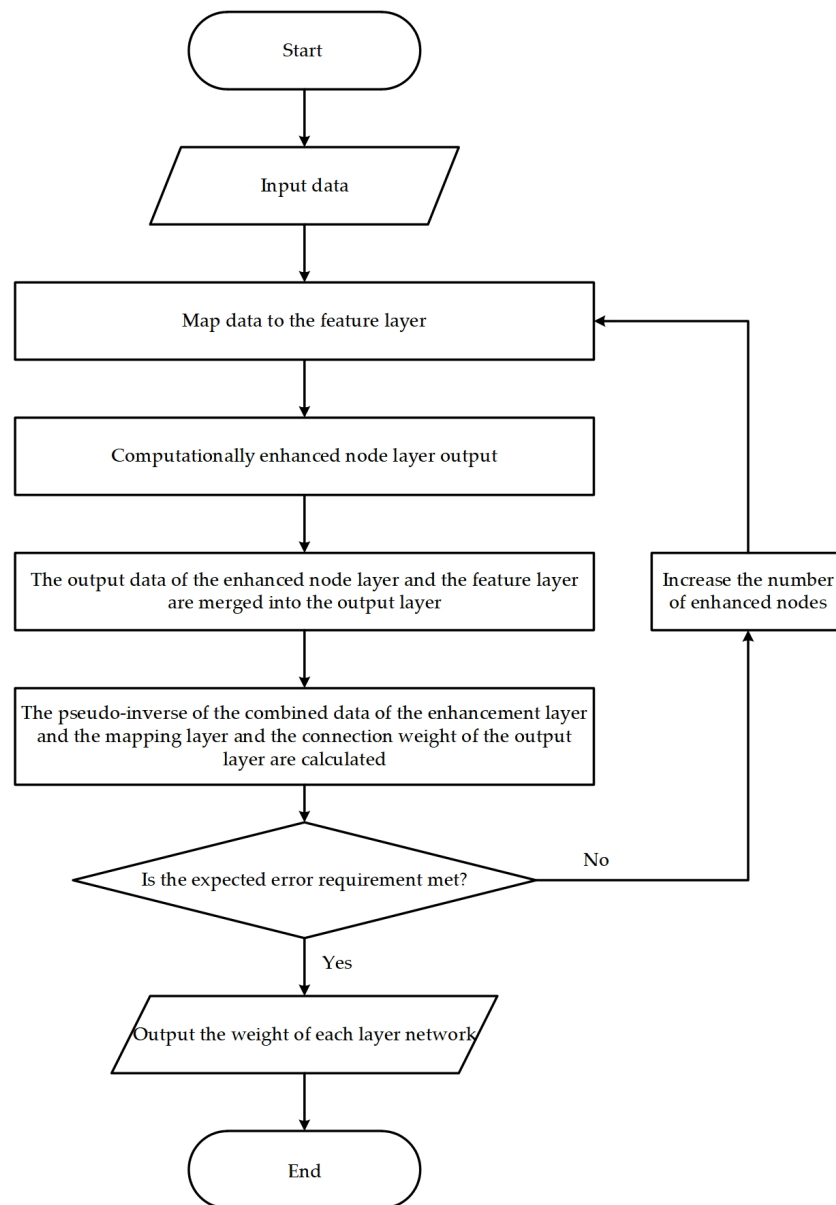 Start
Input data
Map data to the feature layer
Computationally enhanced node layer output
The output data of the enhanced node layer and the feature layer
are merged into the output layer
Increase the number
of enhanced nodes
The pseudo-inverse of the combined data of the enhancement layer
and the mapping layer and the connection weight of the output
layer are calculated
Is the expected error requirement met?
No
Yes
Output the weight of each layer network
End